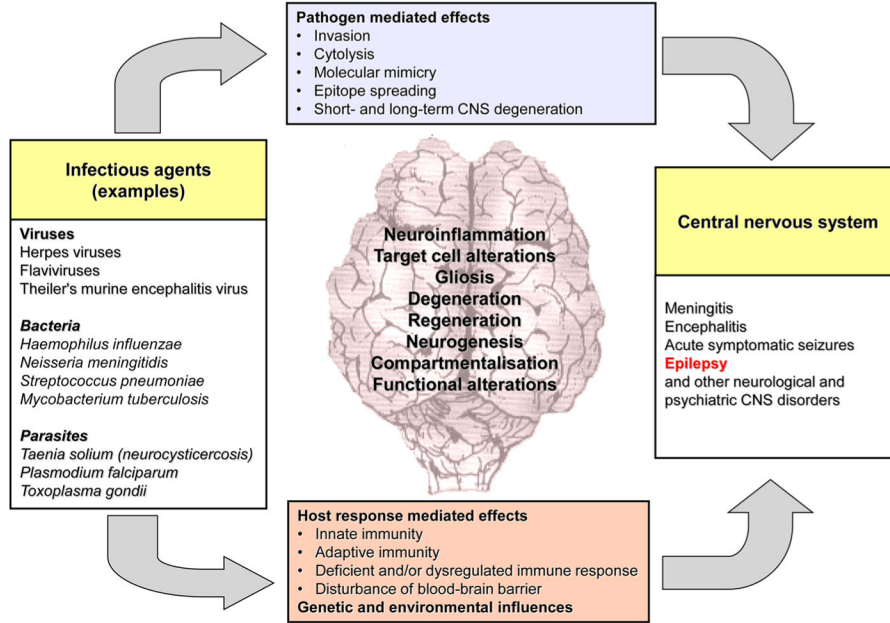 Pathogen mediated effects
• Invasion
• Cytolysis
• Molecular mimicry
• Epitope spreading
• Short- and long-term CNS degeneration
Infectious agents
(examples)
Viruses
Herpes viruses
Flaviviruses
Theiler's murine encephalitis virus
Bacteria
Haemophilus influenzae
Neisseria meningitidis
Streptococcus pneumoniae
Mycobacterium tuberculosis
Parasites
Taenia solium (neurocysticercosis)
Plasmodium falciparum
Toxoplasma gondii
Neuroinflammation
Target cell alterations
Gliosis
Degeneration
Regeneration
Neurogenesis
Compartmentalisation
Functional alterations
Central nervous system
Meningitis
Encephalitis
Acute symptomatic seizures
Epilepsy
and other neurological and
psychiatric CNS disorders
Host response mediated effects
• Innate immunity
• Adaptive immunity
• Deficient and/or dysregulated immune response
• Disturbance of blood-brain barrier
Genetic and environmental influences